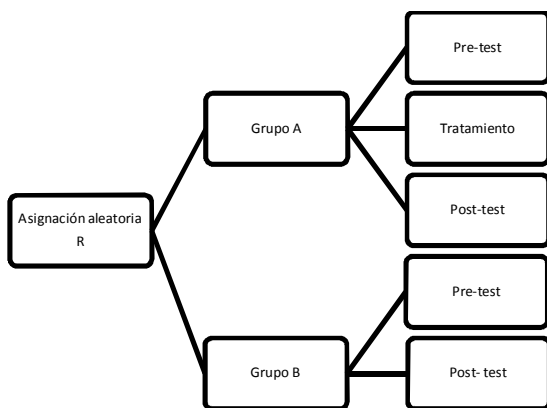 Asignación aleatoria
R
Grupo A
Pre-test
Tratamiento
Post-test
Grupo B
Pre-test
Post- test